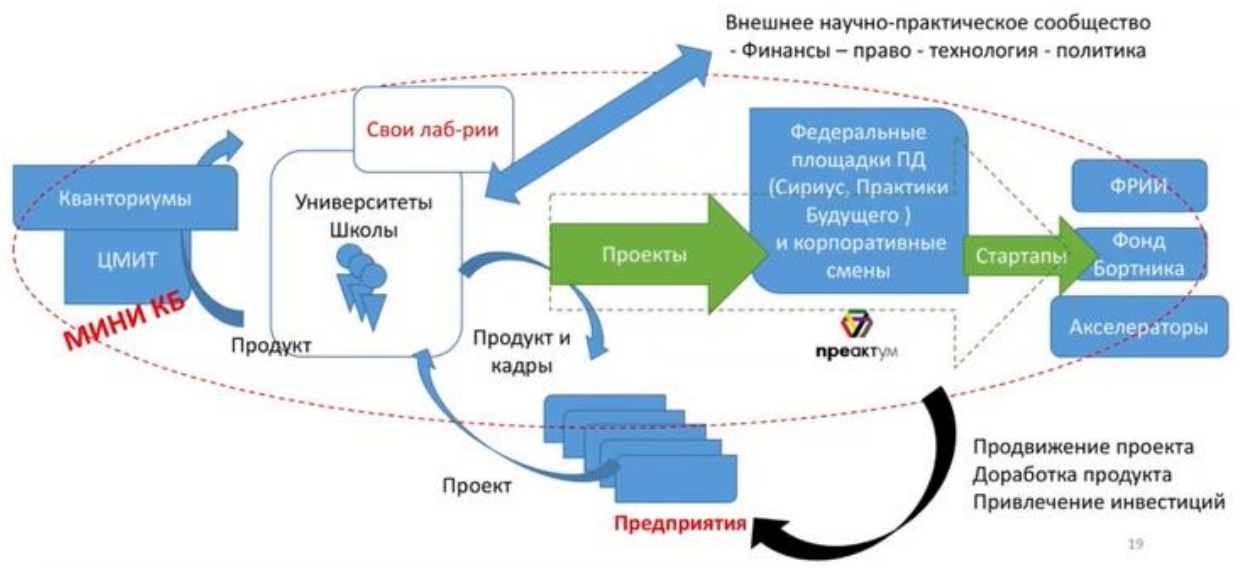 Внешнее научно-практическое сообщество
- Финансы – право - технология - политика
Свои лаб-рии
Кванториумы
ЦМИТ
МИНИ КБ
Университеты
Школы
Продукт
Продукт и
кадры
Проекты
Федеральные
площадки ПД
(Сириус, Практики
Будущего )
и корпоративные
смены
преактум
Стартапы
ФРИИ
Фонд
Бортника
Акселераторы
Проект
Предприятия
Продвижение проекта
Доработка продукта
Привлечение инвестиций
19